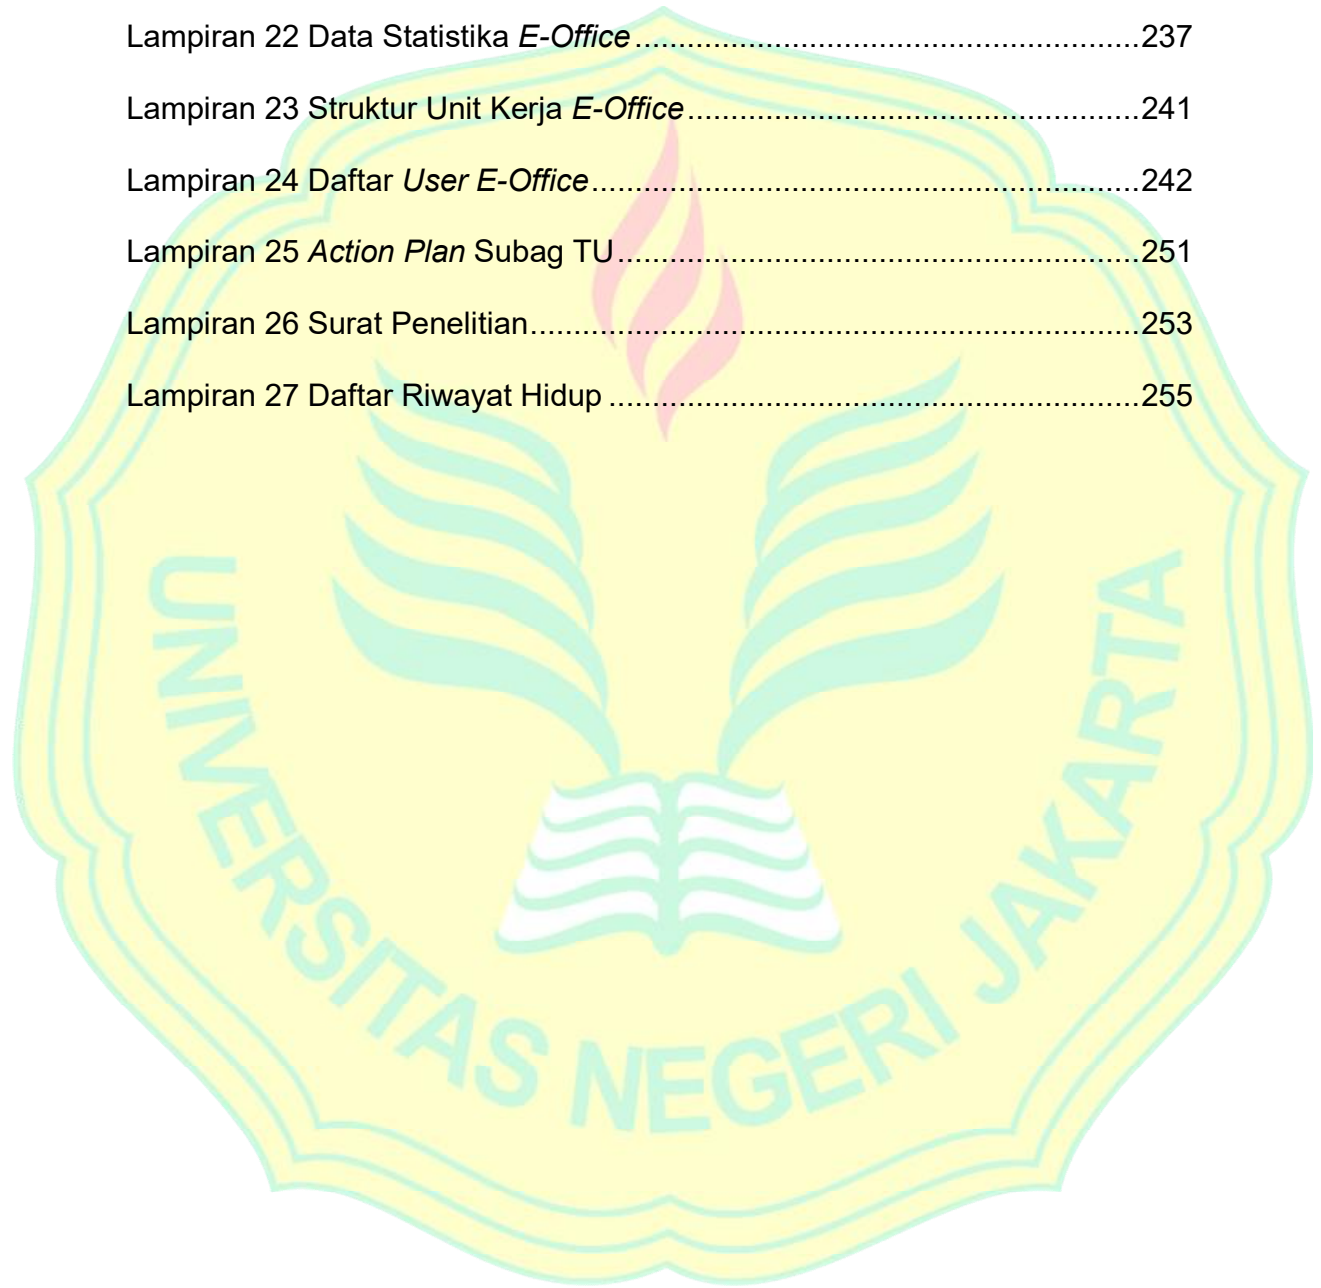 Lampiran 22 Data Statistika E-Office.............................................................237
Lampiran 23 Struktur Unit Kerja E-Office.......................................................241
Lampiran 24 Daftar User E-Office..................................................................242
Lampiran 25 Action Plan Subag TU...............................................................251
Lampiran 26 Surat Penelitian..........................................................................253
Lampiran 27 Daftar Riwayat Hidup ................................................................255
UNIVERSITAS NEGERI JAKARTA